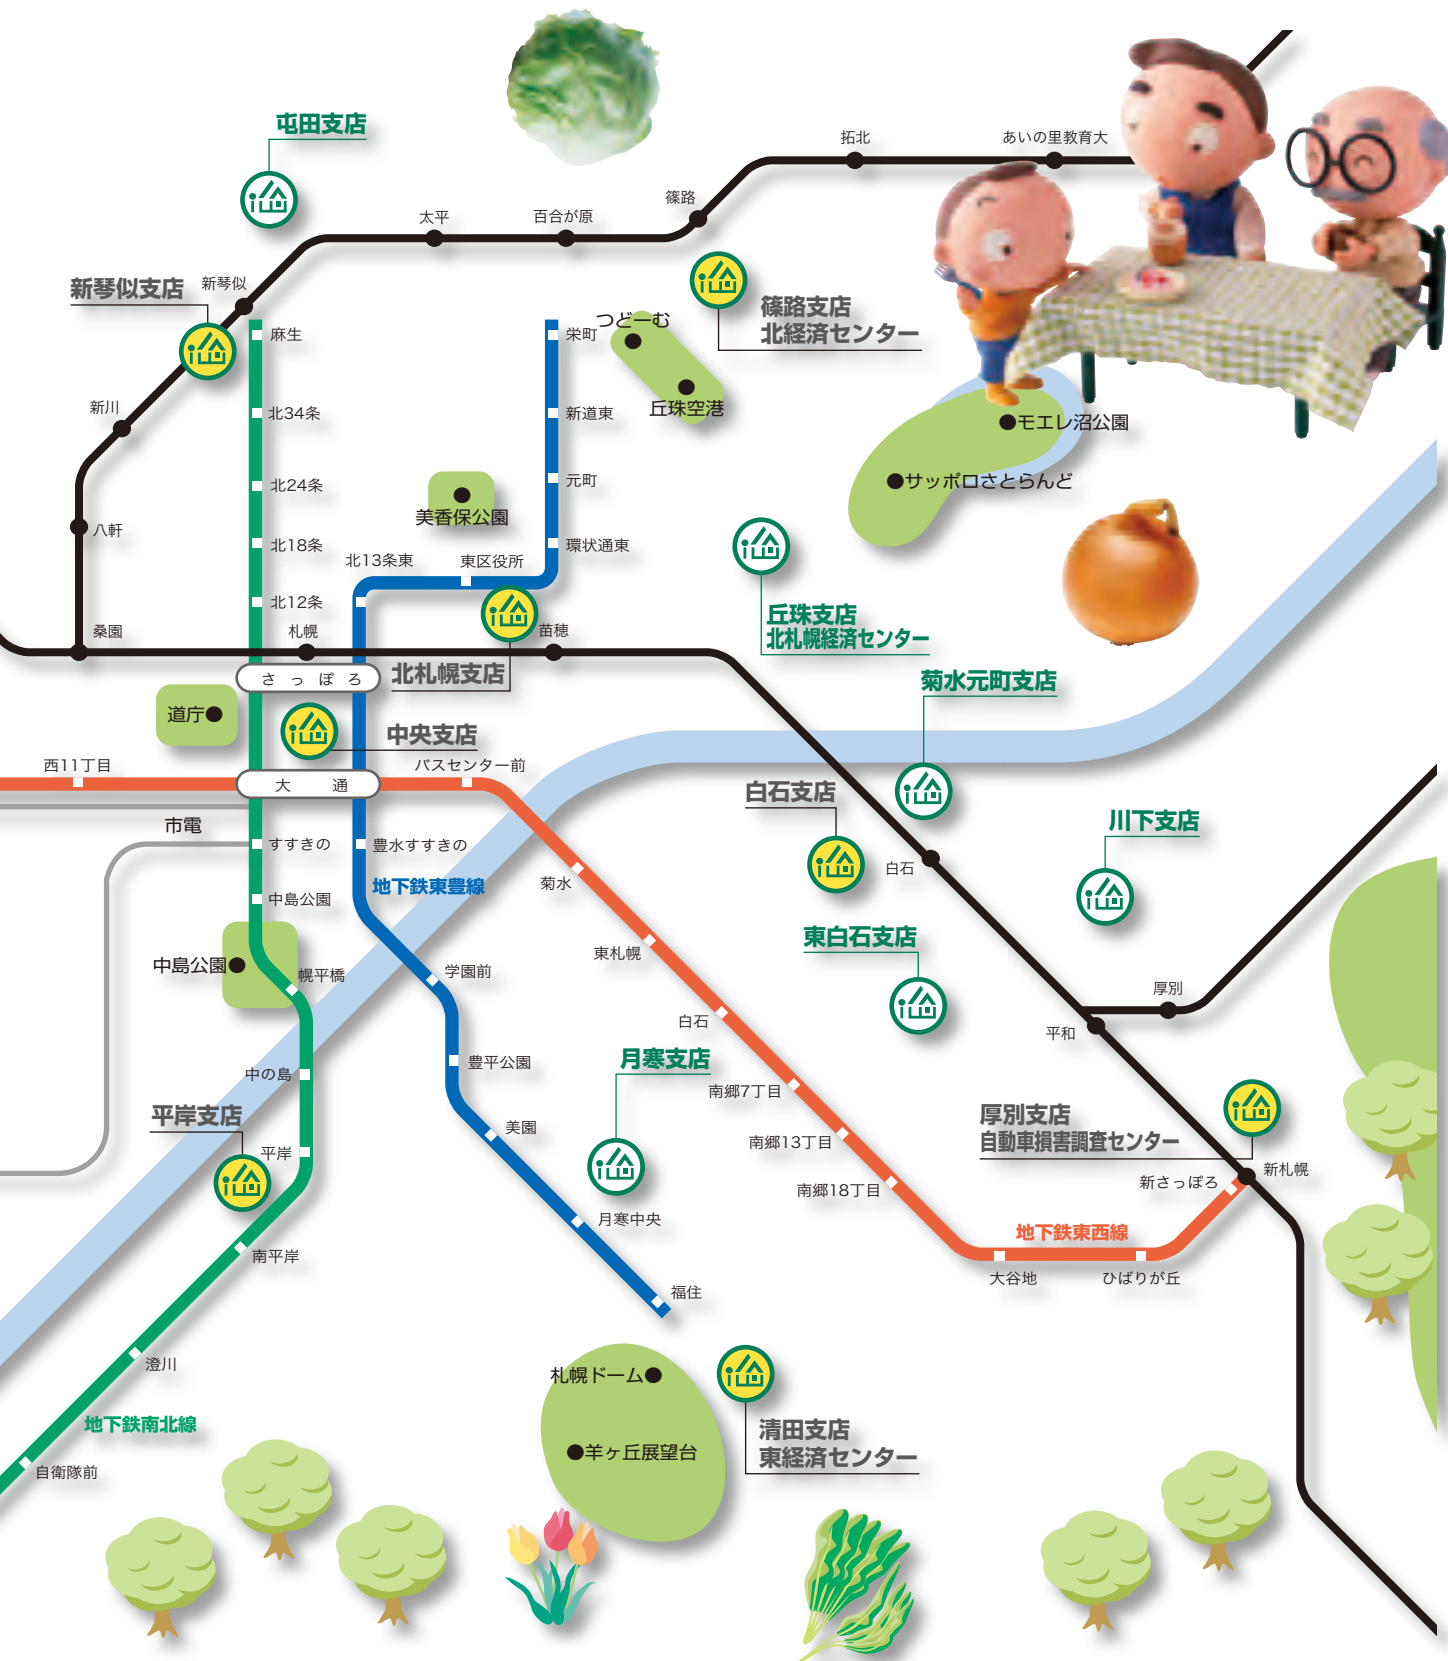 屯田支店
拓北
あいの里教育大
篠路
太平
百合が原
新琴似支店
新琴似
篠路支店
北経済センター
つどーむ
麻生
栄町
丘珠空港
新川
北34条
新道東
モエレ沼公園
北24条
元町
サッポロさとらんど
美香保公園
八軒
北18条
北13条東
東区役所
環状通東
北12条
丘珠支店
北札幌経済センター
桑園
札幌
苗穂
さっぽろ
北札幌支店
菊水元町支店
道庁
中央支店
西11丁目
バスセンター前
大通
白石支店
川下支店
市電
すすきの
豊水すすきの
白石
菊水
地下鉄東豊線
中島公園
東白石支店
東札幌
中島公園
幌平橋
学園前
厚別
白石
平和
豊平公園
月寒支店
中の島
南郷7丁目
平岸支店
美園
南郷13丁目
厚別支店
自動車損害調査センター
平岸
新札幌
新さっぽろ
南郷18丁目
月寒中央
地下鉄東西線
南平岸
大谷地
ひばりが丘
福住
澄川
札幌ドーム
地下鉄南北線
清田支店
東経済センター
羊ヶ丘展望台
自衛隊前